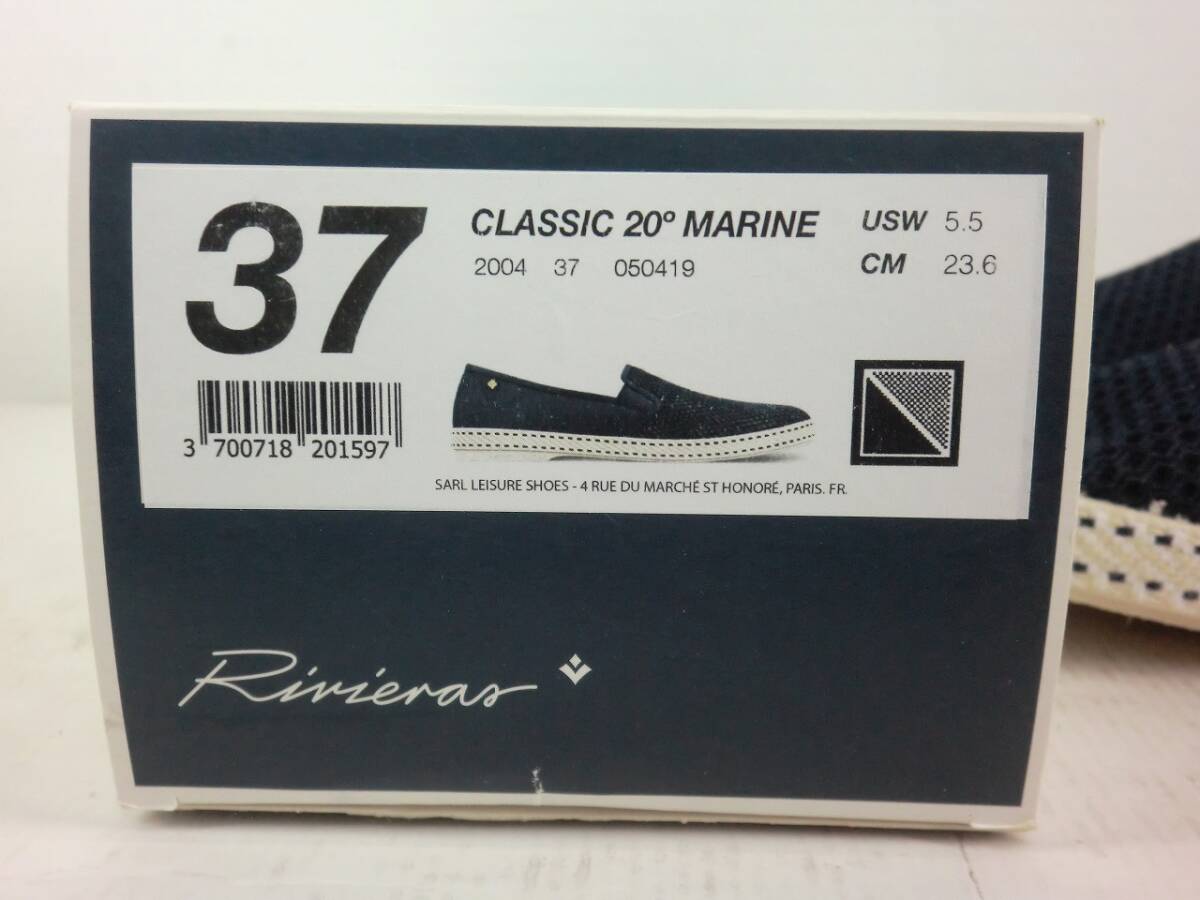 37
CLASSIC 20º MARINE
2004 37 050419
USW 5.5
CM 23.6
3 700718 201597
SARL LEISURE SHOES - 4 RUE DU MARCHÉ ST HONORÉ, PARIS. FR.
Rivieras